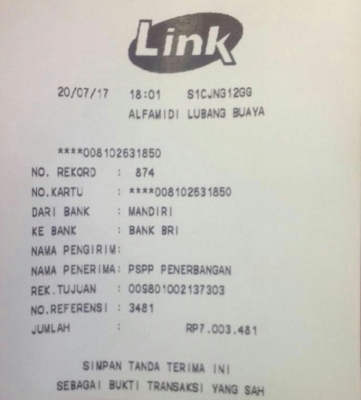 Link
20/07/17 18:01 S1CJNG12GG
ALFAMIDI LUBANG BUAYA
****008102631850
NO. REKORD : 874
NO.KARTU : ****008102631850
DARI BANK : MANDIRI
KE BANK : BANK BRI
NAMA PENGIRIM:
NAMA PENERIMA: PSPP PENERBANGAN
REK.TUJUAN : 009801002137303
NO.REFERENSI : 3481
JUMLAH : RP7.003.481
SIMPAN TANDA TERIMA INI
SEBAGAI BUKTI TRANSAKSI YANG SAH